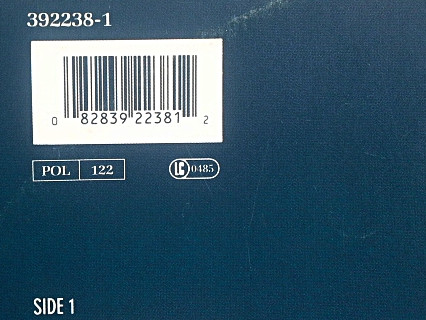 392238-1
0 82839 22381 2
POL 122 LC 0485
SIDE 1